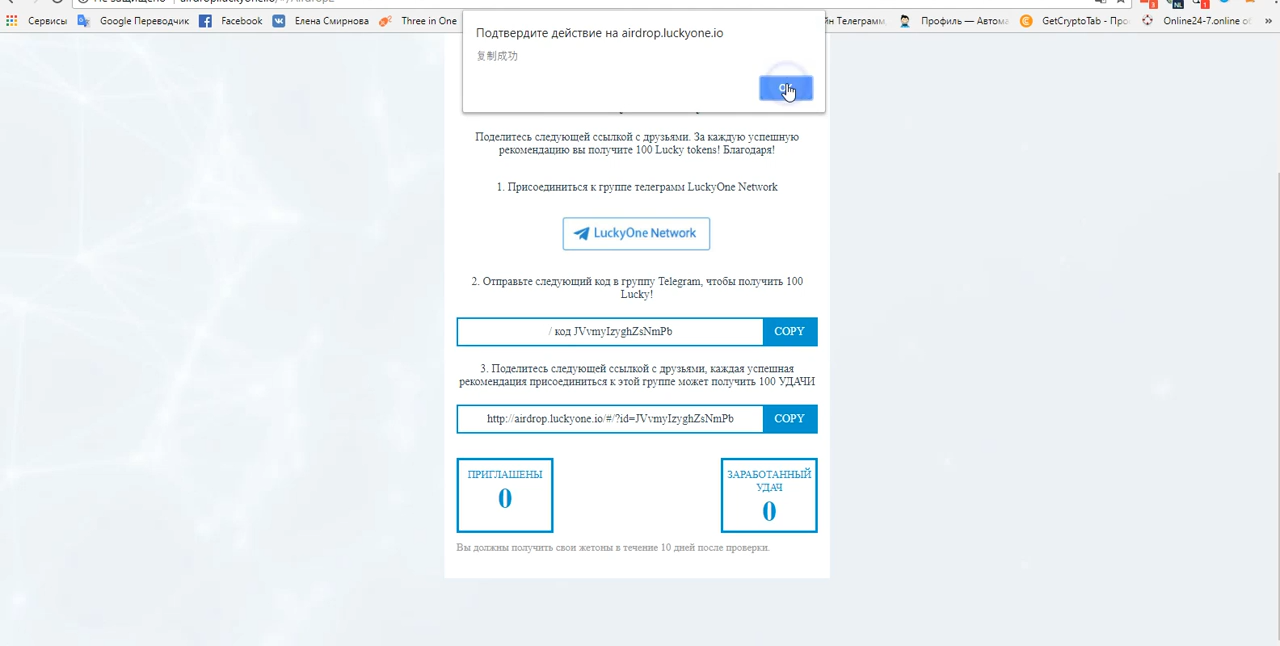 Сервисы
Google Переводчик
Facebook
Елена Смирнова
Three in One
йн Телеграмм,
Профиль — Автома
GetCryptoTab - Про
Online24-7.online о
»
Подтвердите действие на airdrop.luckyone.io
复制成功
Поделитесь следующей ссылкой с друзьями. За каждую успешную
рекомендацию вы получите 100 Lucky tokens! Благодаря!
1. Присоединиться к группе телеграмм LuckyOne Network
LuckyOne Network
2. Отправьте следующий код в группу Telegram, чтобы получить 100
Lucky!
/ код JVvmyIzyghZsNmPb
COPY
3. Поделитесь следующей ссылкой с друзьями, каждая успешная
рекомендация присоединиться к этой группе может получить 100 УДАЧИ
http://airdrop.luckyone.io/#/?id=JVvmyIzyghZsNmPb
COPY
ПРИГЛАШЕНЫ
0
ЗАРАБОТАННЫЙ
УДАЧ
0
Вы должны получить свои жетоны в течение 10 дней после проверки.